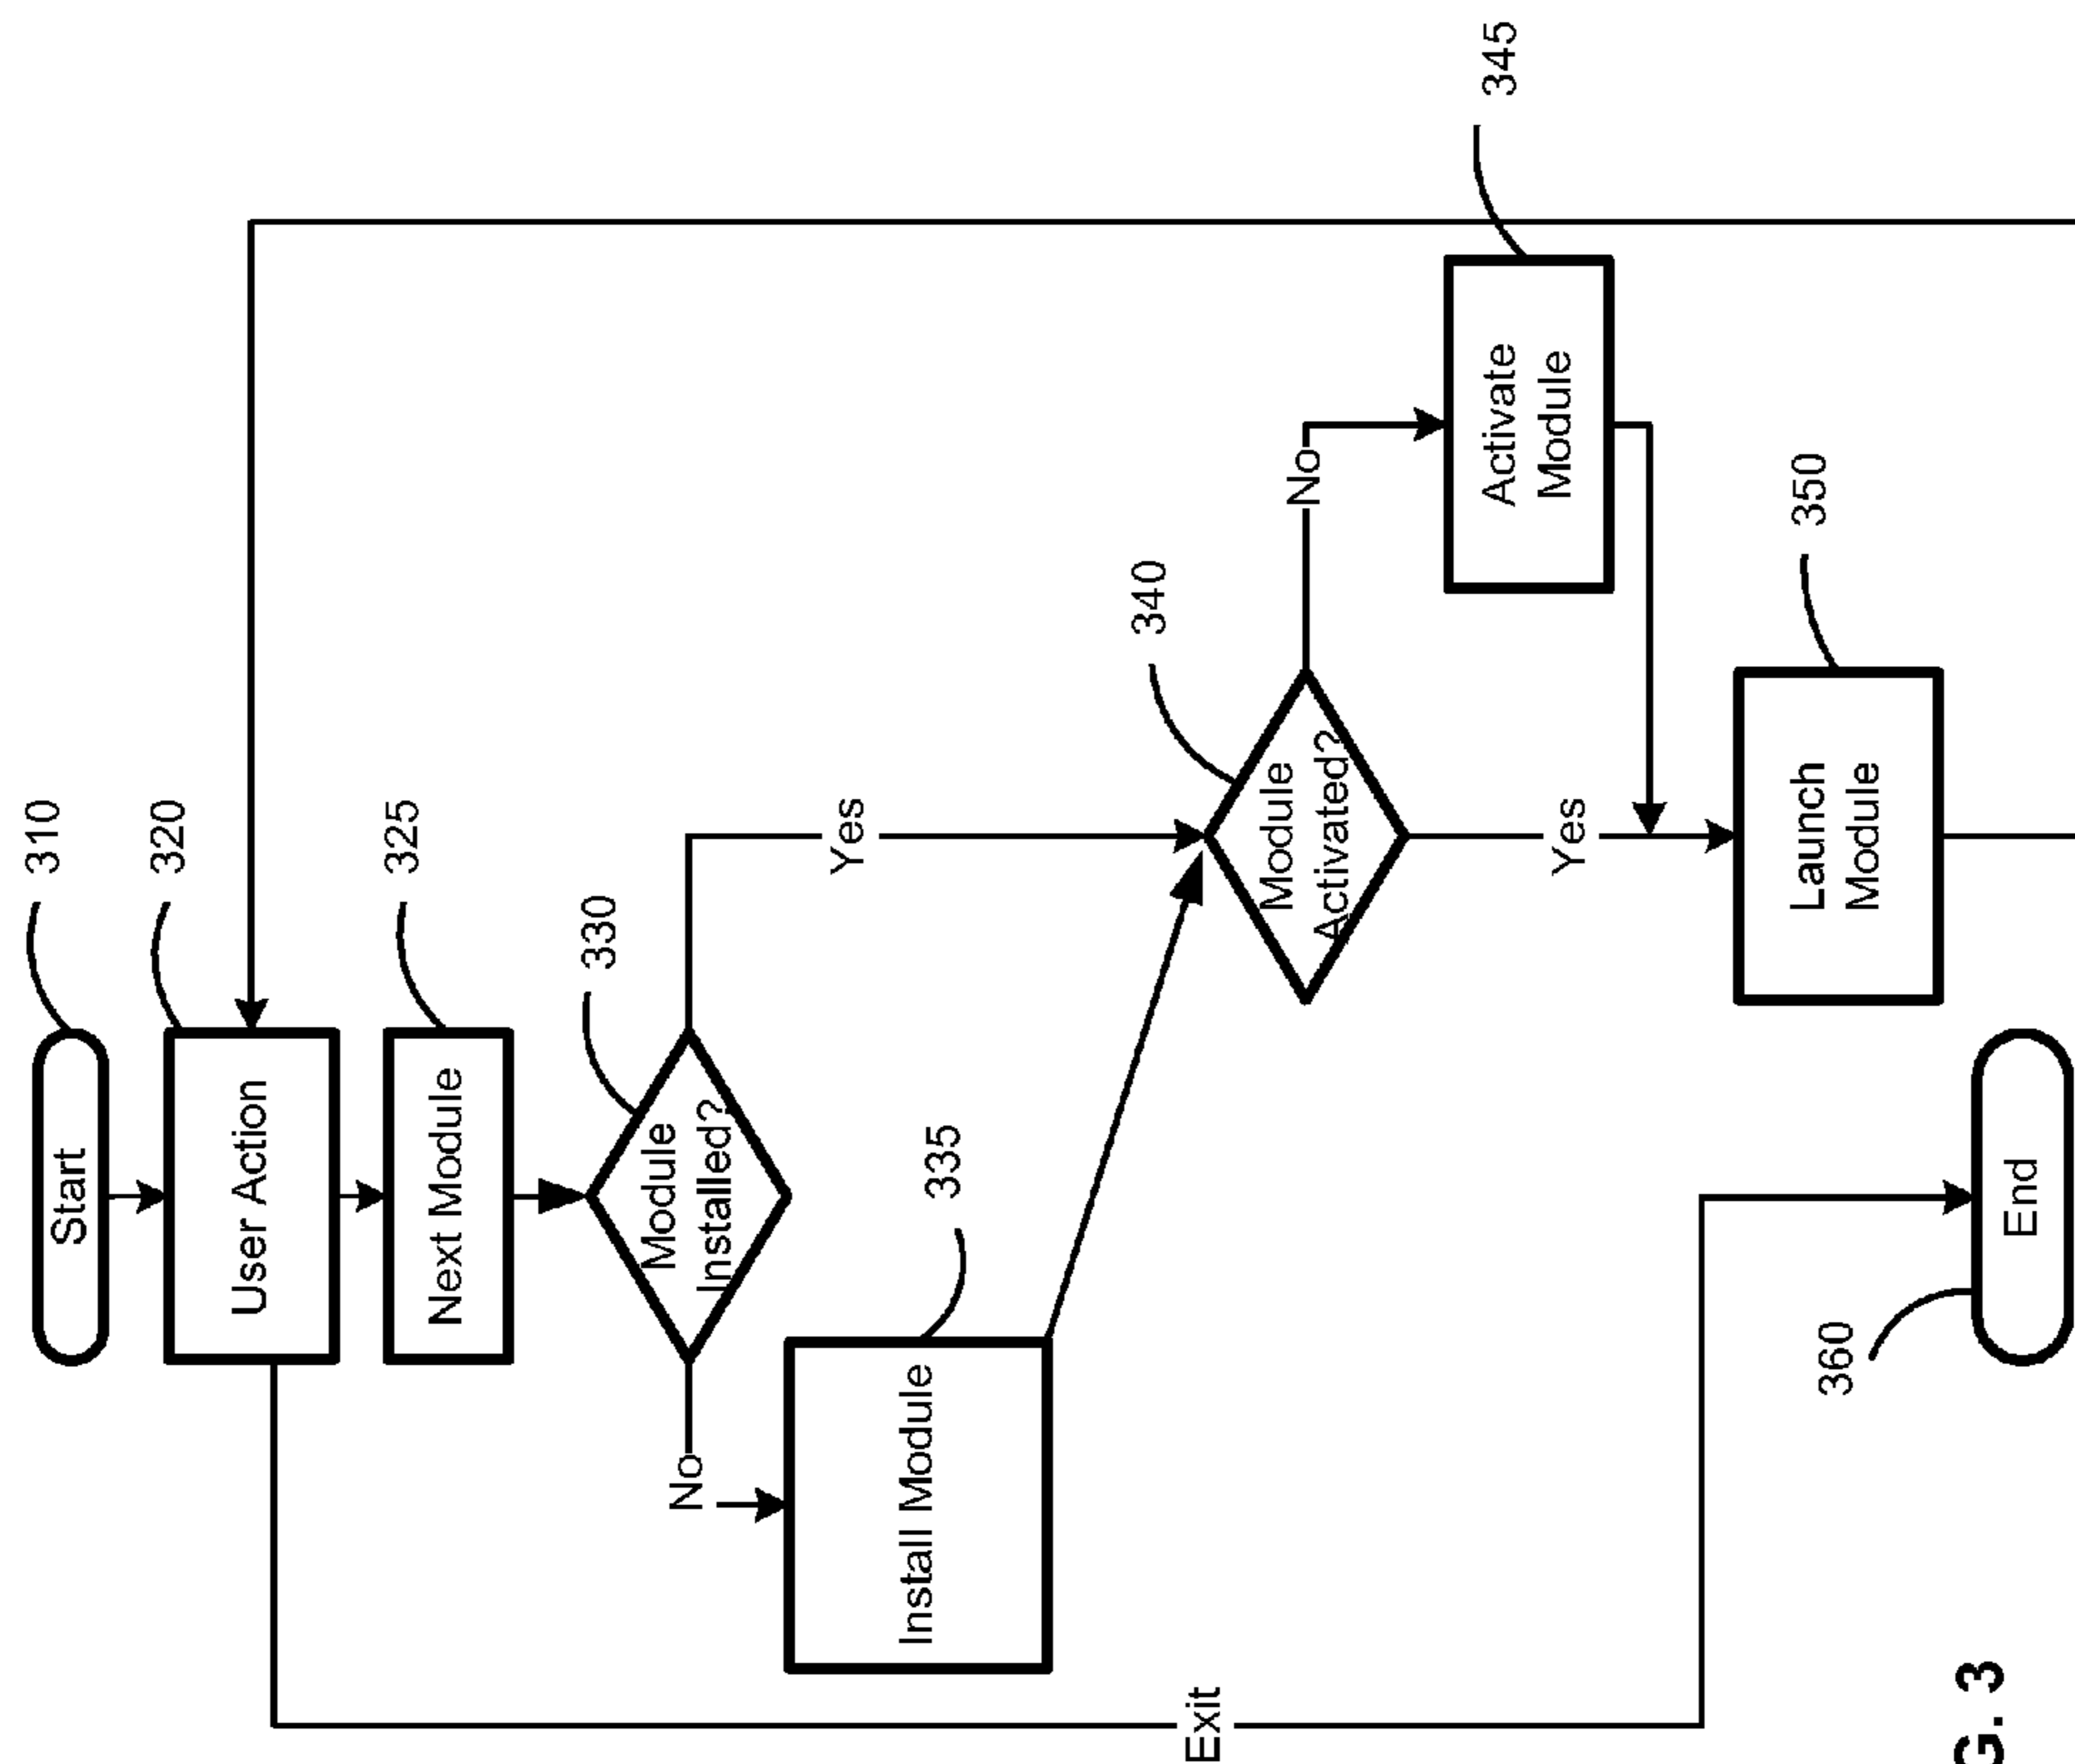 310
Start
320
User Action
325
Next Module
330
Module
Installed?
No
Yes
335
Install Module
340
Module
Activated?
No
Yes
345
Activate
Module
350
Launch
Module
Exit
360
End
G. 3